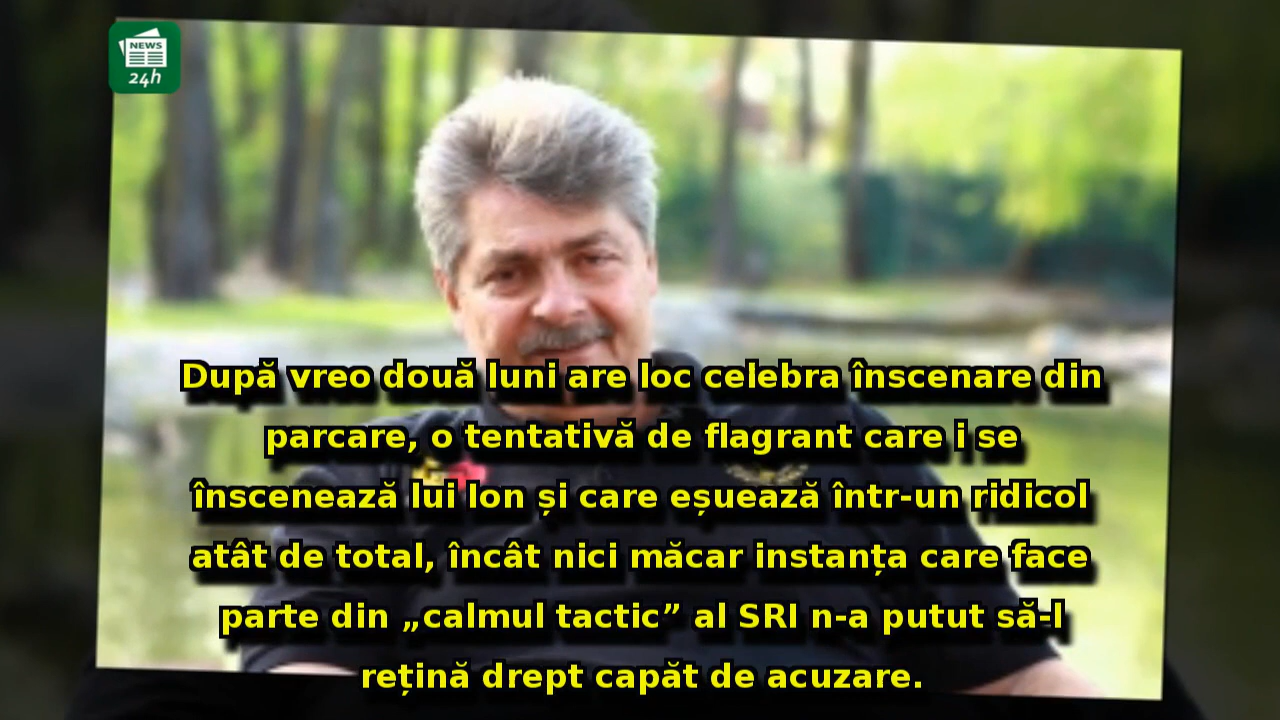 NEWS
24h
După vreo două luni are loc celebra înscenare din
parcare, o tentativă de flagrant care i se
înscenează lui Ion și care eșuează într-un ridicol
atât de total, încât nici măcar instanța care face
parte din „calmul tactic” al SRI n-a putut să-l
rețină drept capăt de acuzare.